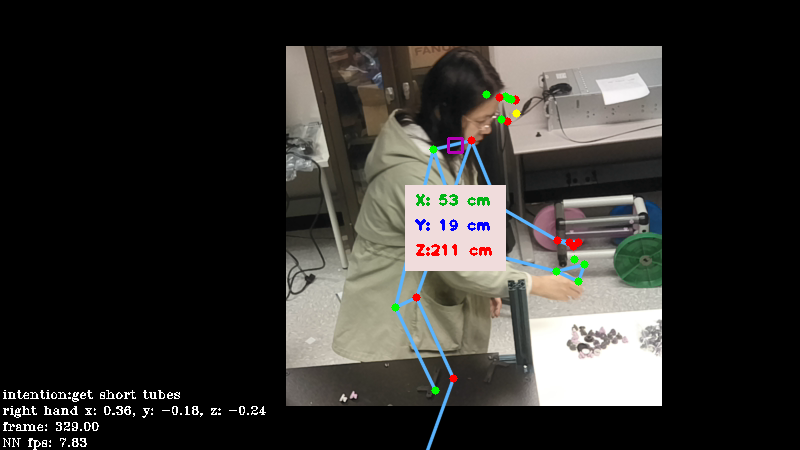 FANC
X: 53 cm
Y: 19 cm
Z:211 cm
intention:get short tubes
right hand x: 0.36, y: -0.18, z: -0.24
frame: 329.00
NN fps: 7.83